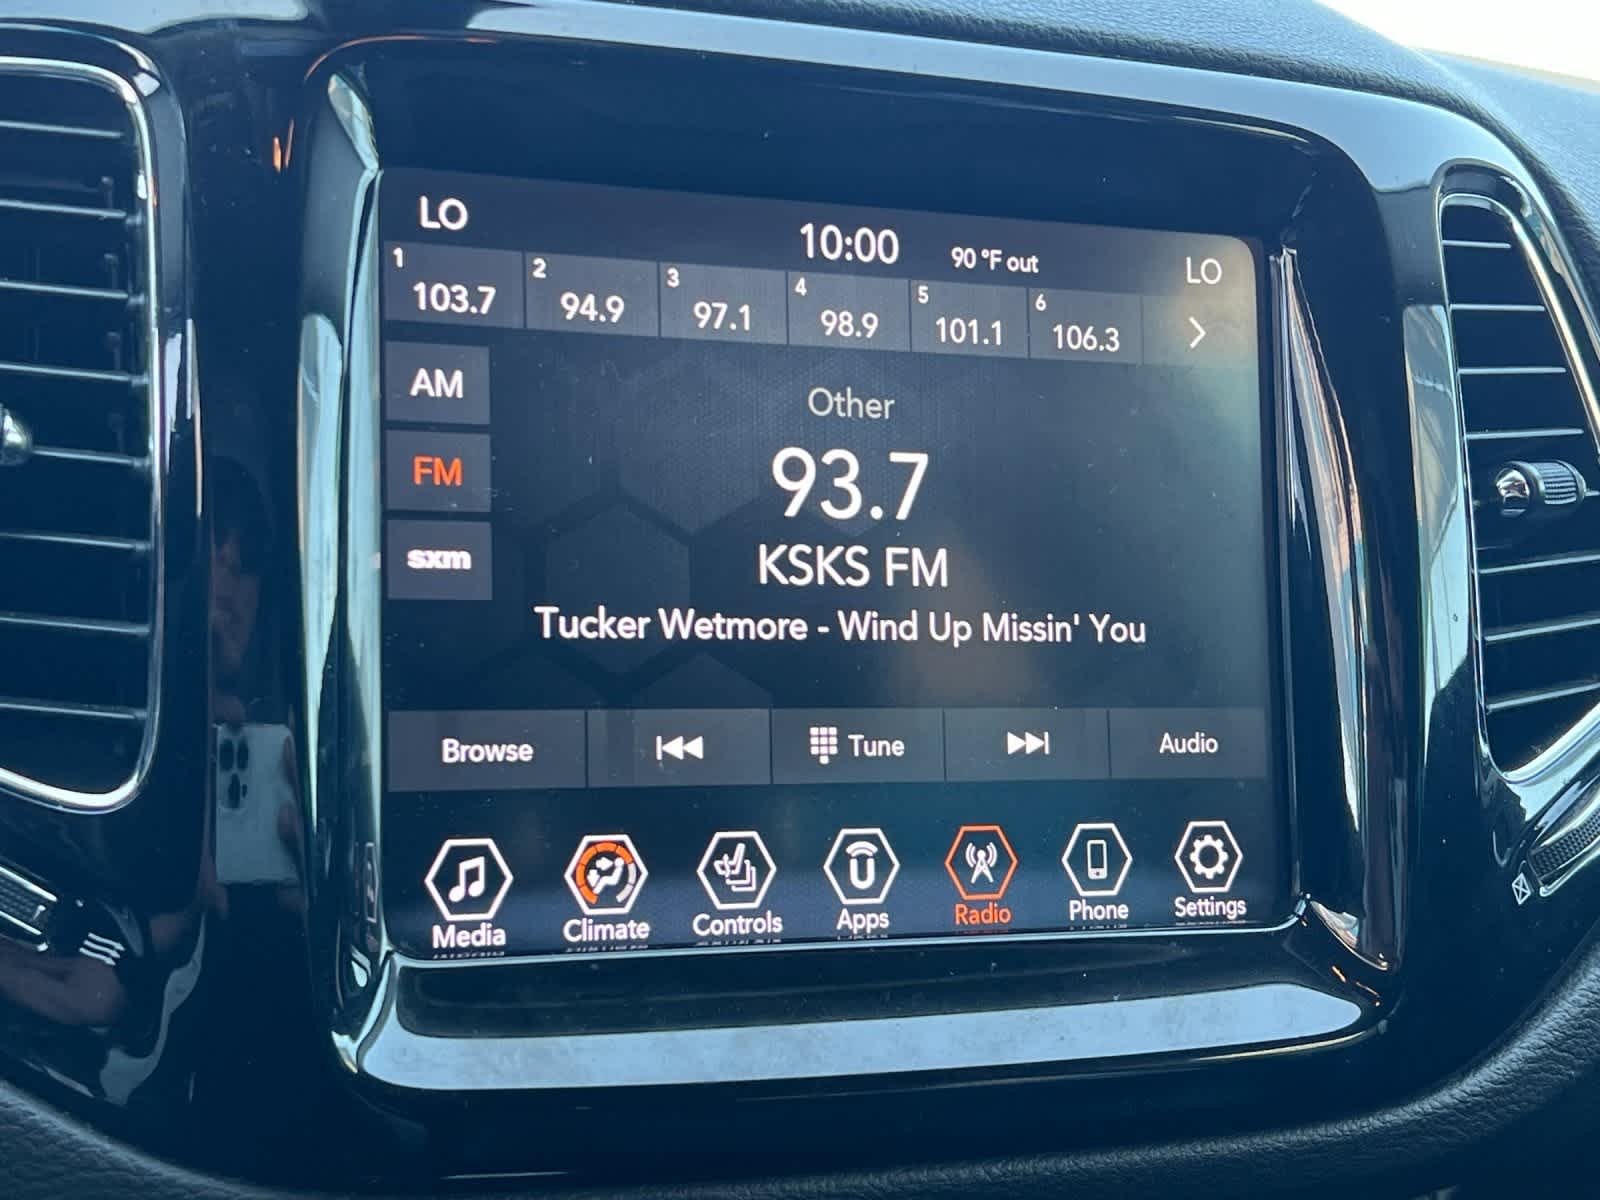 LO 10:00 90 °F out LO
1 2 3 4 5 6
103.7 94.9 97.1 98.9 101.1 106.3
AM
Other
FM
93.7
sxm
KSKS FM
Tucker Wetmore - Wind Up Missin' You
Browse Tune Audio
Media Climate Controls Apps Radio Phone Settings